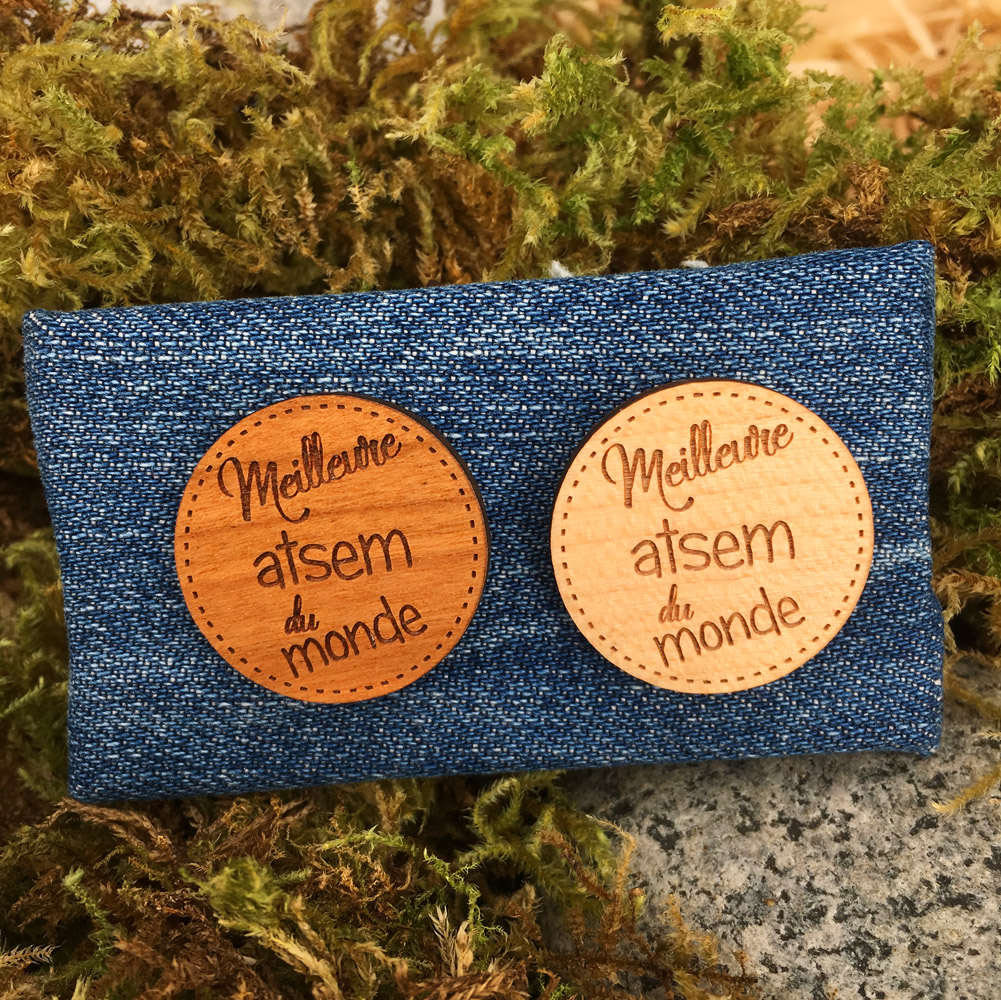 Meilleure
atsem
du
monde
Meilleure
atsem
du
monde